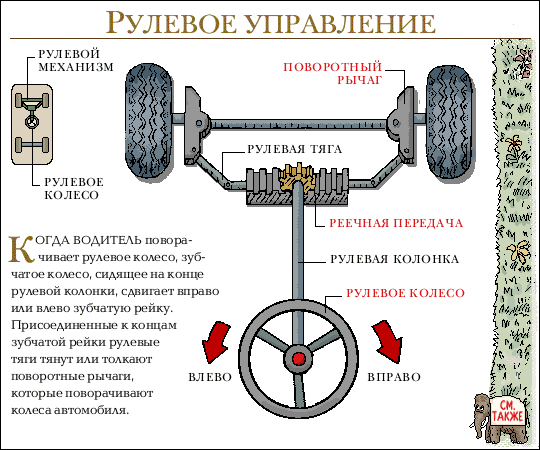 РУЛЕВОЕ УПРАВЛЕНИЕ
РУЛЕВОЙ
МЕХАНИЗМ
ПОВОРОТНЫЙ
РЫЧАГ
РУЛЕВАЯ ТЯГА
РУЛЕВОЕ
КОЛЕСО
РЕЕЧНАЯ ПЕРЕДАЧА
РУЛЕВАЯ КОЛОНКА
РУЛЕВОЕ КОЛЕСО
ВЛЕВО
ВПРАВО
КОГДА ВОДИТЕЛЬ повора-
чивает рулевое колесо, зуб-
чатое колесо, сидящее на конце
рулевой колонки, сдвигает вправо
или влево зубчатую рейку.
Присоединенные к концам
зубчатой рейки рулевые
тяги тянут или толкают
поворотные рычаги,
которые поворачивают
колеса автомобиля.
СМ.
ТАКЖЕ